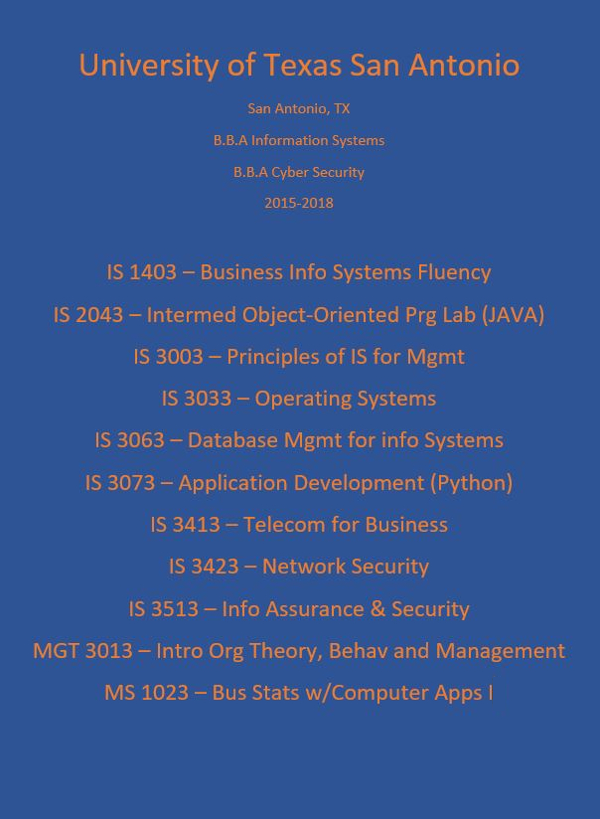 University of Texas San Antonio
San Antonio, TX
B.B.A Information Systems
B.B.A Cyber Security
2015-2018
IS 1403 – Business Info Systems Fluency
IS 2043 – Intermed Object-Oriented Prg Lab (JAVA)
IS 3003 – Principles of IS for Mgmt
IS 3033 – Operating Systems
IS 3063 – Database Mgmt for info Systems
IS 3073 – Application Development (Python)
IS 3413 – Telecom for Business
IS 3423 – Network Security
IS 3513 – Info Assurance & Security
MGT 3013 – Intro Org Theory, Behav and Management
MS 1023 – Bus Stats w/Computer Apps I